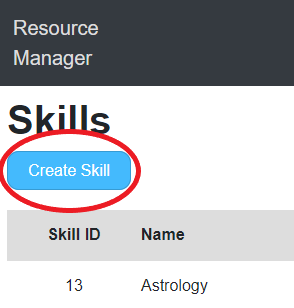 Resource
Manager
Skills
Create Skill
Skill ID Name
13 Astrology